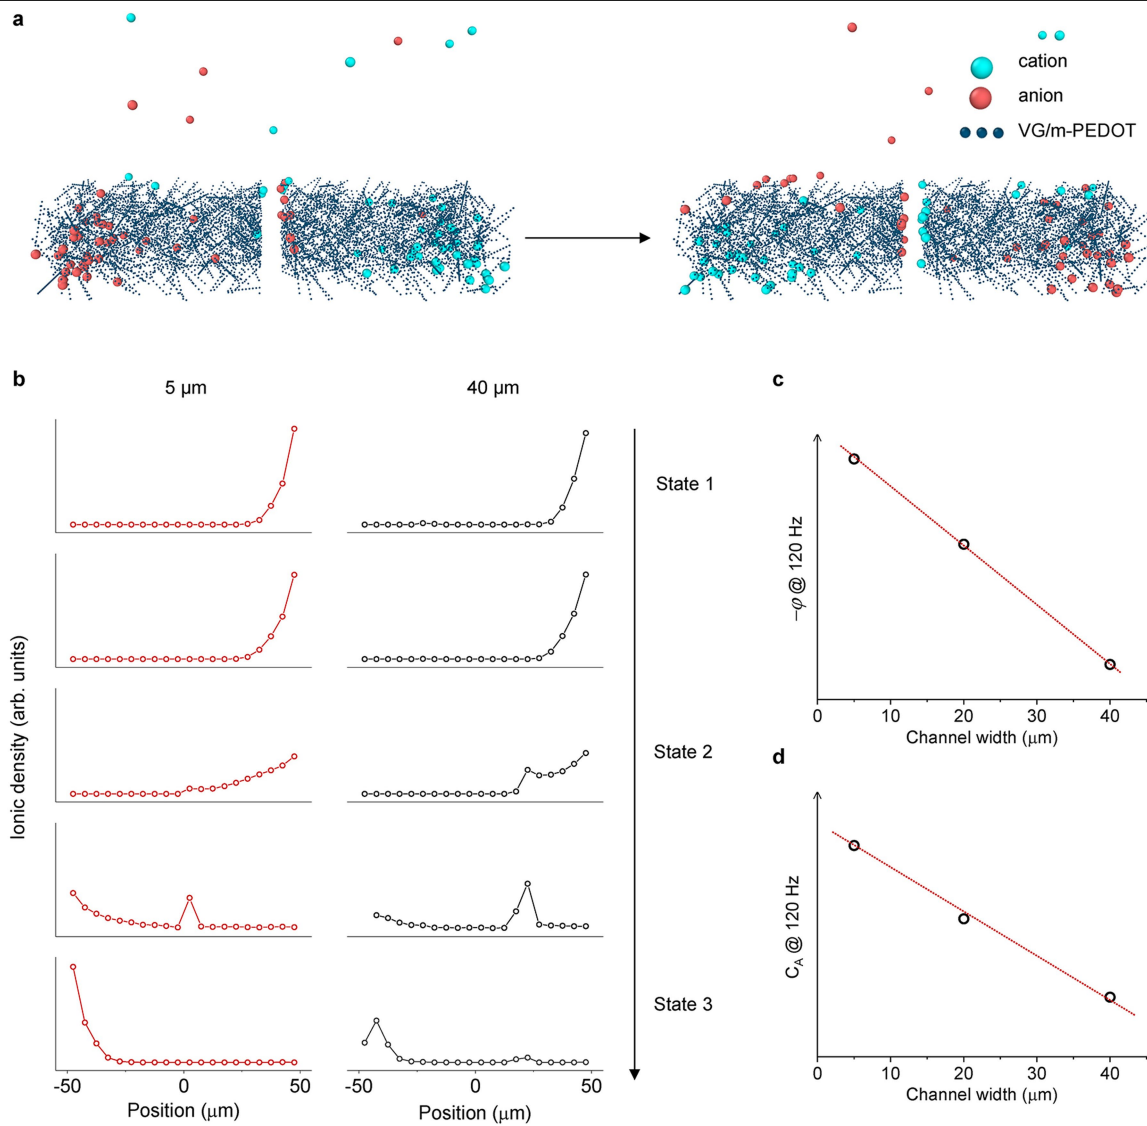 a
cation
anion
VG/m-PEDOT
b
5 μm
40 μm
State 1
State 2
State 3
Ionic density (arb. units)
-50
0
50
-50
0
50
Position (μm)
Position (μm)
c
−φ @ 120 Hz
0
10
20
30
40
Channel width (μm)
d
C_A @ 120 Hz
0
10
20
30
40
Channel width (μm)